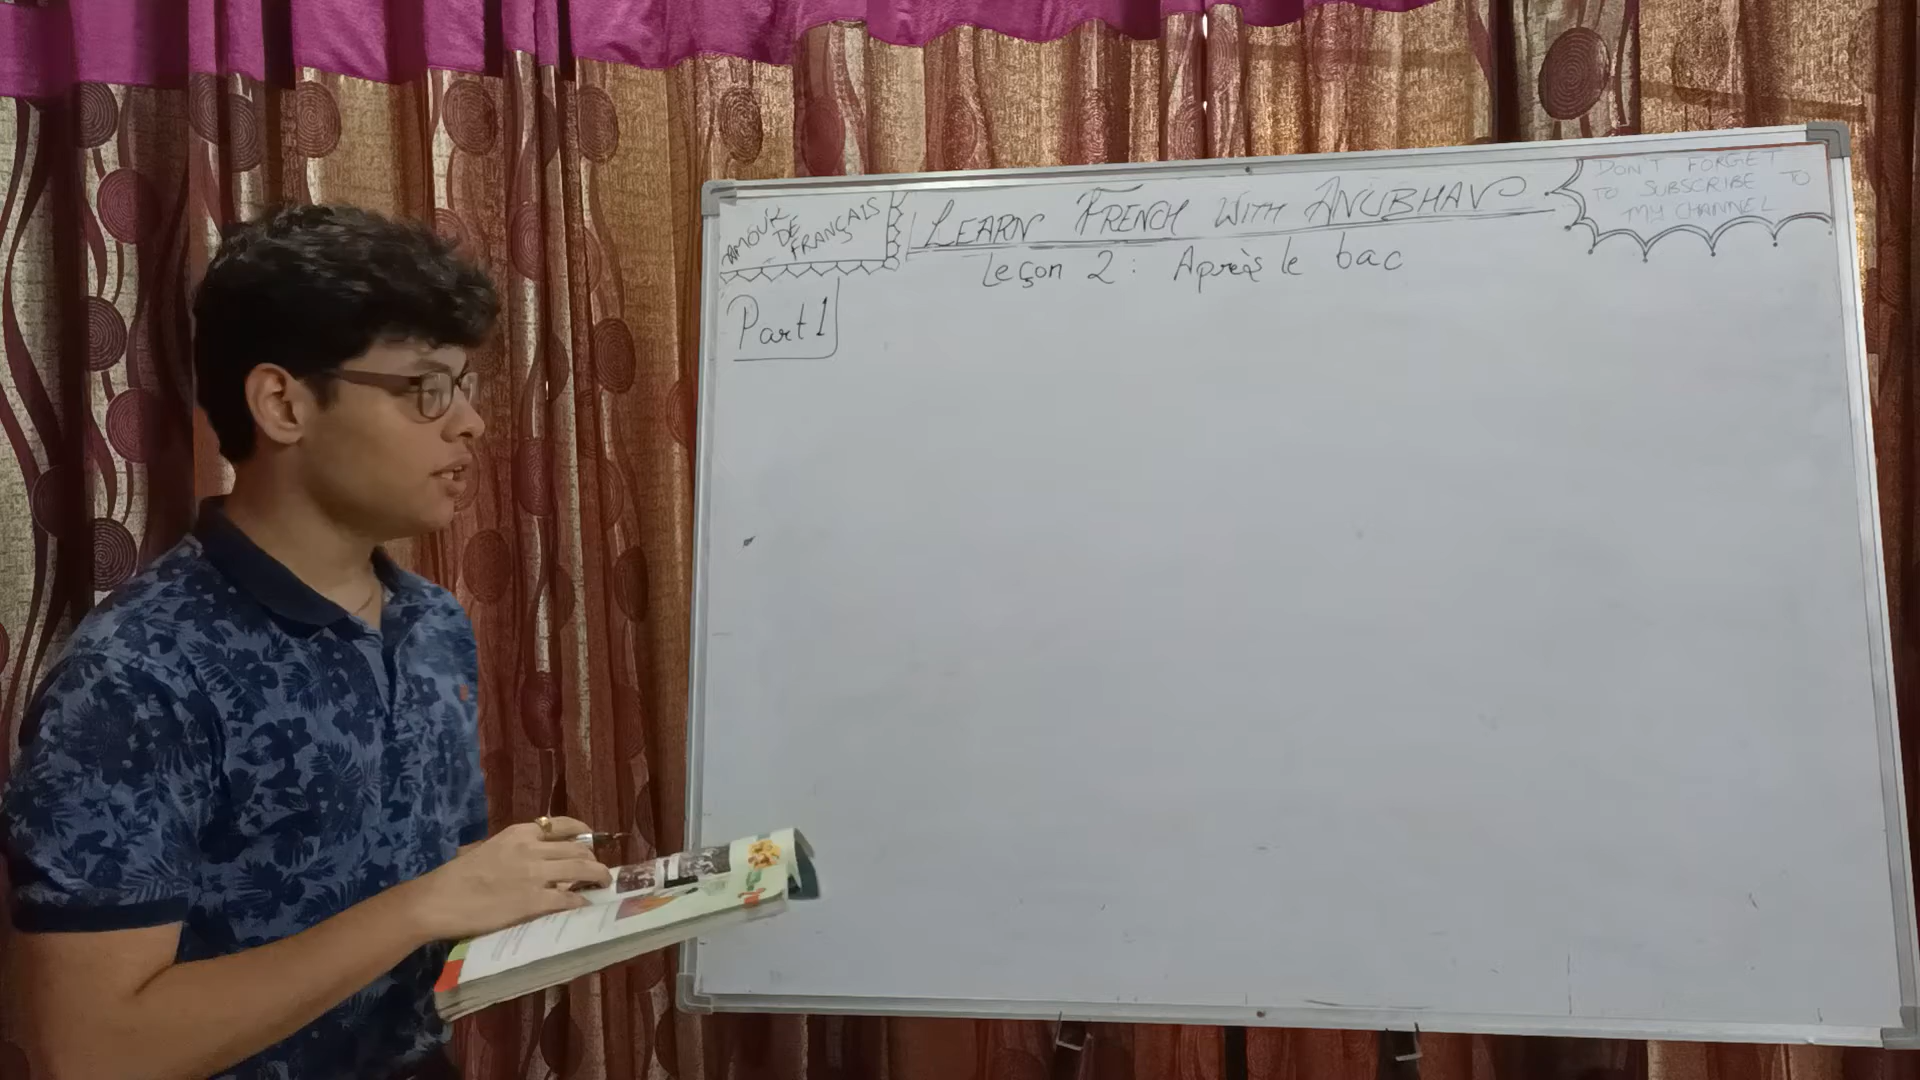 AMOUR
DE
FRANÇAIS
LEARN FRENCH WITH ANUBHAV
DON'T FORGET
TO SUBSCRIBE TO
MY CHANNEL
Leçon 2 : Après le bac
Part 1